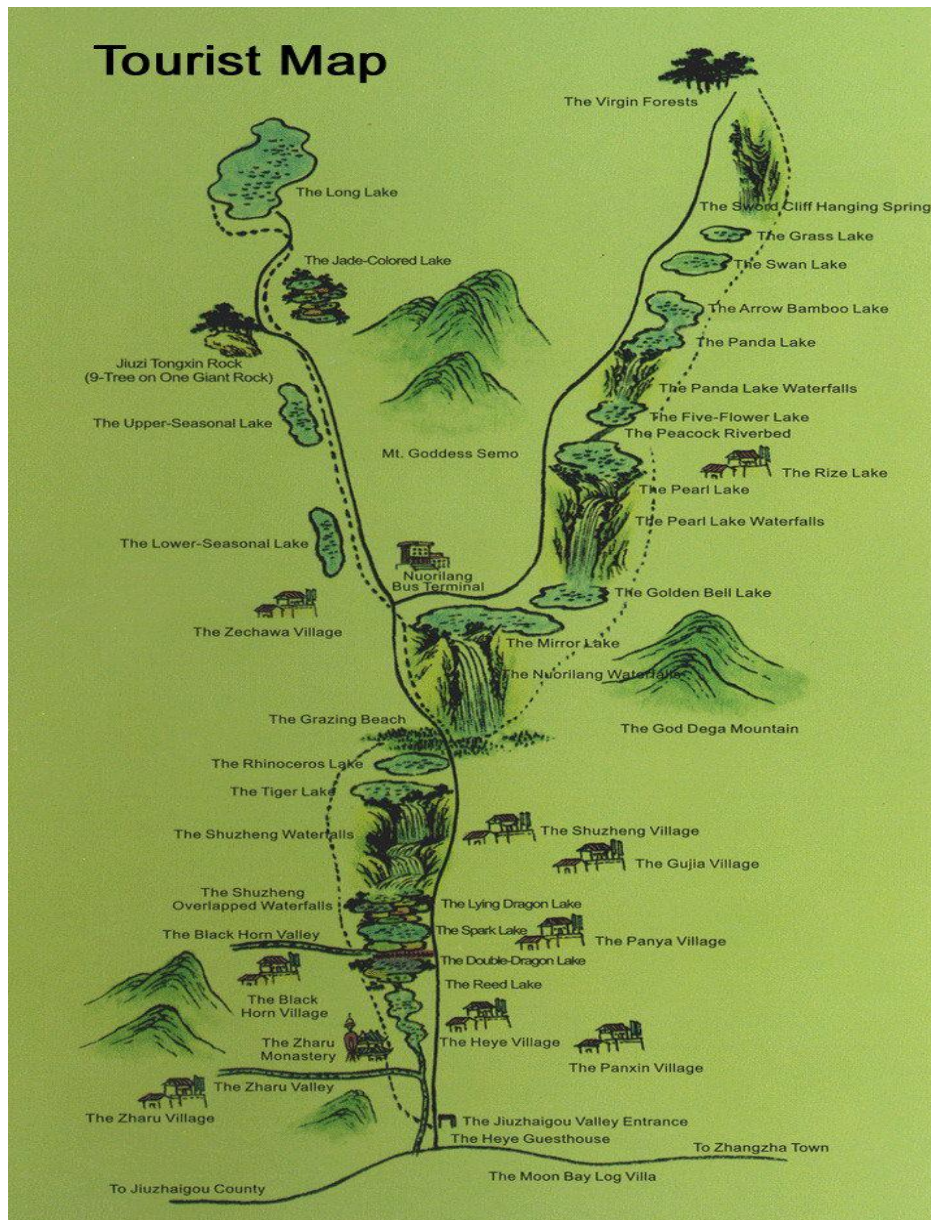 Tourist Map
The Virgin Forests
The Long Lake
The Sword Cliff Hanging Spring
The Grass Lake
The Jade-Colored Lake
The Swan Lake
The Arrow Bamboo Lake
The Panda Lake
Jiuzi Tongxin Rock
(9-Tree on One Giant Rock)
The Panda Lake Waterfalls
The Upper-Seasonal Lake
The Five-Flower Lake
The Peacock Riverbed
Mt. Goddess Semo
The Rize Lake
The Pearl Lake
The Pearl Lake Waterfalls
The Lower-Seasonal Lake
Nuorilang
Bus Terminal
The Golden Bell Lake
The Zechawa Village
The Mirror Lake
The Nuorilang Waterfalls
The Grazing Beach
The God Dega Mountain
The Rhinoceros Lake
The Tiger Lake
The Shuzheng Waterfalls
The Shuzheng Village
The Gujia Village
The Shuzheng
Overlapped Waterfalls
The Lying Dragon Lake
The Black Horn Valley
The Spark Lake
The Panya Village
The Double-Dragon Lake
The Reed Lake
The Black
Horn Village
The Zharu
Monastery
The Heye Village
The Panxin Village
The Zharu Valley
The Zharu Village
The Jiuzhaigou Valley Entrance
The Heye Guesthouse
To Zhangzha Town
The Moon Bay Log Villa
To Jiuzhaigou County